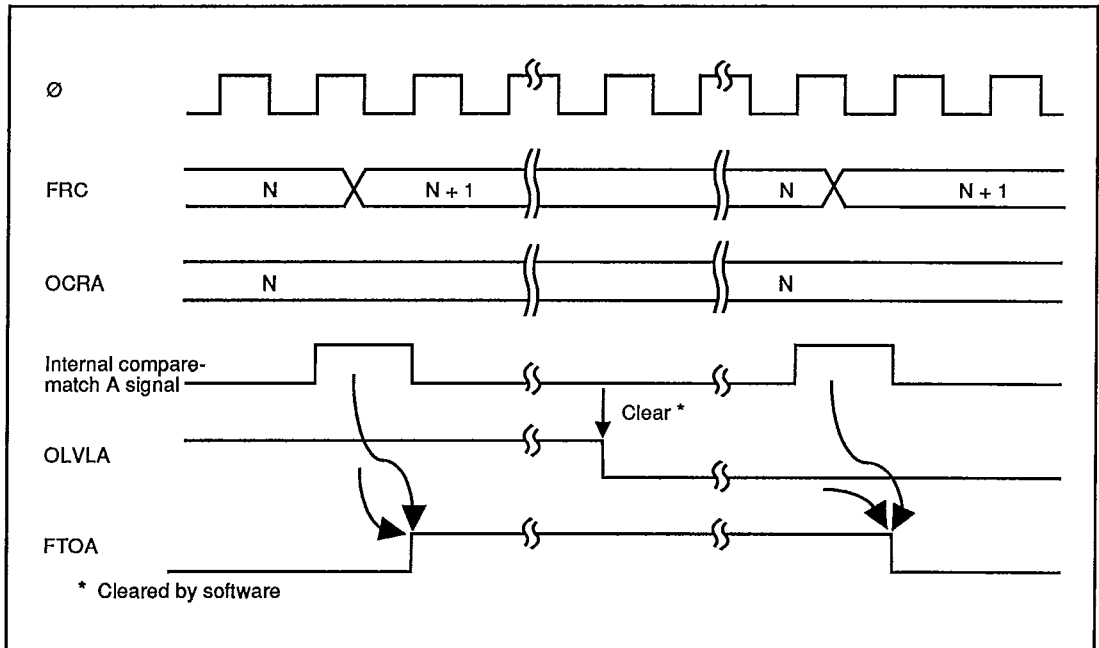 Ø
FRC N N + 1 N N + 1
OCRA N N
Internal compare-
match A signal
Clear *
OLVLA
FTOA
* Cleared by software